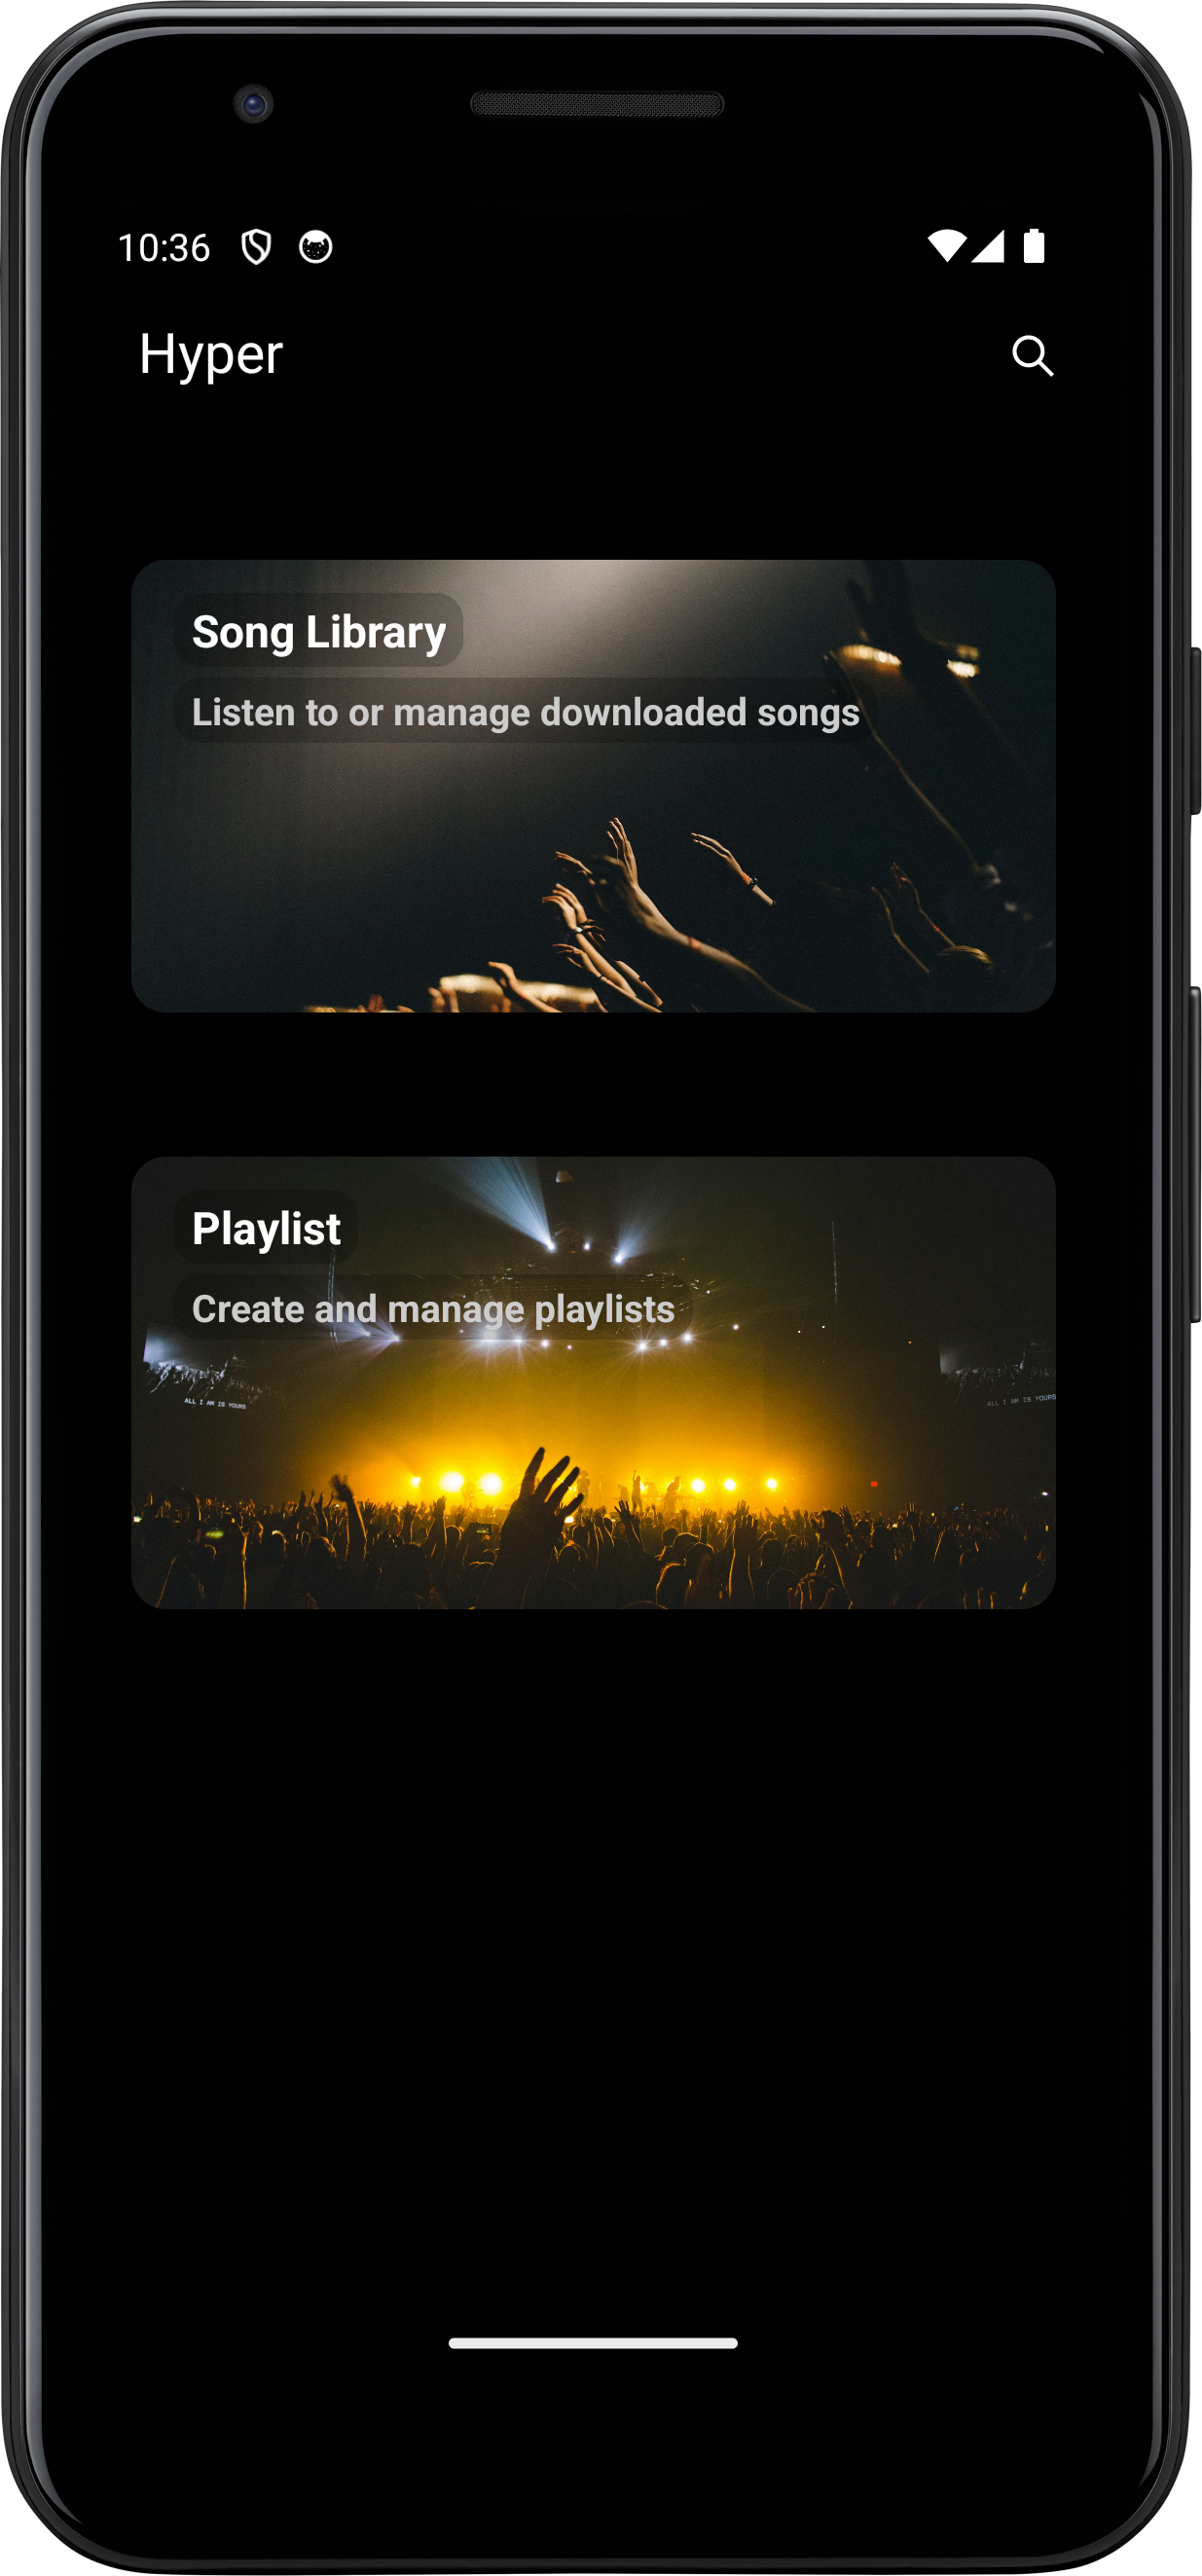 10:36
Hyper
Song Library
Listen to or manage downloaded songs
Playlist
Create and manage playlists
ALL I AM IS YOURS
ALL I AM IS YOURS